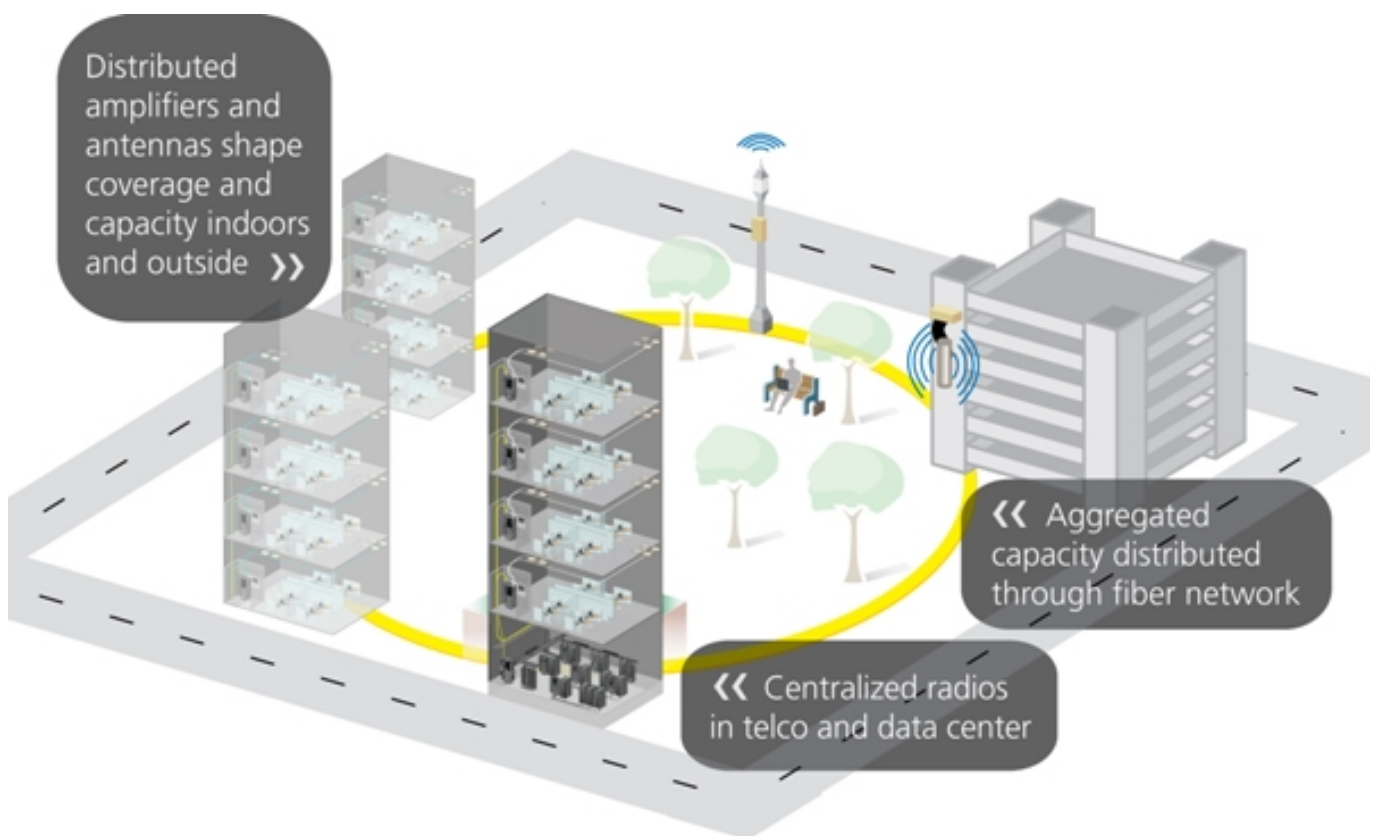 Distributed
amplifiers and
antennas shape
coverage and
capacity indoors
and outside ❯❯
❮❮ Aggregated
capacity distributed
through fiber network
❮❮ Centralized radios
in telco and data center